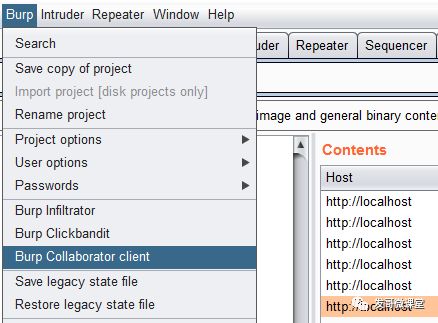 Burp Intruder Repeater Window Help
Search
Save copy of project
Import project [disk projects only]
Rename project
Project options
User options
Passwords
Burp Infiltrator
Burp Clickbandit
Burp Collaborator client
Save legacy state file
Restore legacy state file
uder Repeater Sequencer
image and general binary conte
Contents
Host
http://localhost
http://localhost
http://localhost
http://localhost
http://localhost
http://localhost
发哥微课堂